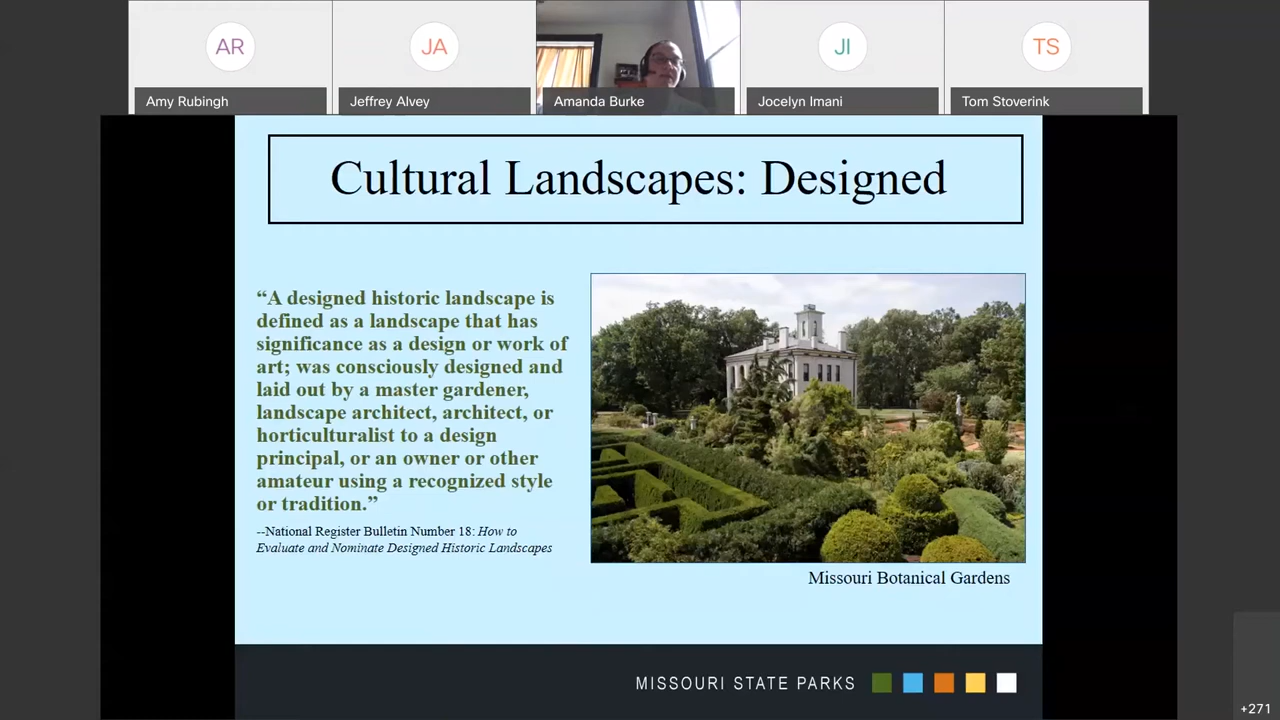 AR
JA
JI
TS
Amy Rubingh
Jeffrey Alvey
Amanda Burke
Jocelyn Imani
Tom Stoverink
Cultural Landscapes: Designed
“A designed historic landscape is
defined as a landscape that has
significance as a design or work of
art; was consciously designed and
laid out by a master gardener,
landscape architect, architect, or
horticulturalist to a design
principal, or an owner or other
amateur using a recognized style
or tradition.”
--National Register Bulletin Number 18: How to
Evaluate and Nominate Designed Historic Landscapes
Missouri Botanical Gardens
MISSOURI STATE PARKS
+271